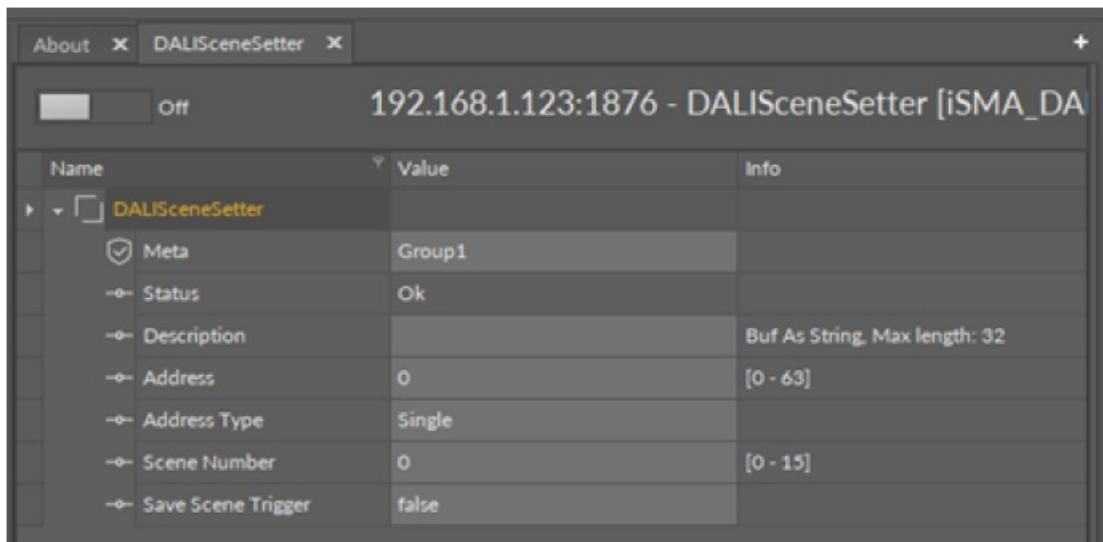 About × DALISceneSetter × +
Off 192.168.1.123:1876 - DALISceneSetter [iSMA_DA
Name Value Info
DALISceneSetter
Meta Group1
Status Ok
Description Buf As String, Max length: 32
Address 0 [0 - 63]
Address Type Single
Scene Number 0 [0 - 15]
Save Scene Trigger false